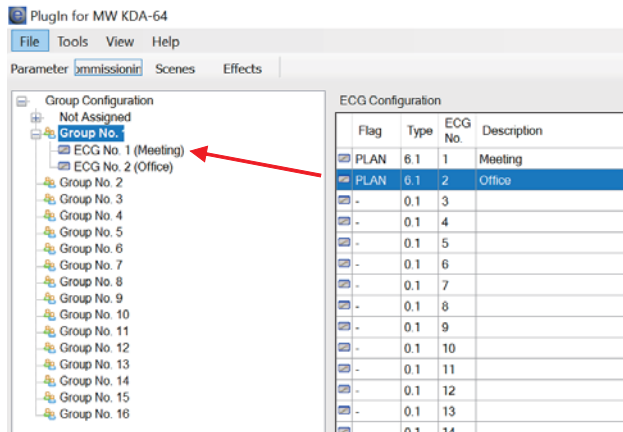 PlugIn for MW KDA-64
File Tools View Help
Parameter ommissionin Scenes Effects
Group Configuration
Not Assigned
Group No. 1
ECG No. 1 (Meeting)
ECG No. 2 (Office)
Group No. 2
Group No. 3
Group No. 4
Group No. 5
Group No. 6
Group No. 7
Group No. 8
Group No. 9
Group No. 10
Group No. 11
Group No. 12
Group No. 13
Group No. 14
Group No. 15
Group No. 16
ECG Configuration
Flag Type ECG No. Description
PLAN 6.1 1 Meeting
PLAN 6.1 2 Office
- 0.1 3
- 0.1 4
- 0.1 5
- 0.1 6
- 0.1 7
- 0.1 8
- 0.1 9
- 0.1 10
- 0.1 11
- 0.1 12
- 0.1 13
0.1 14